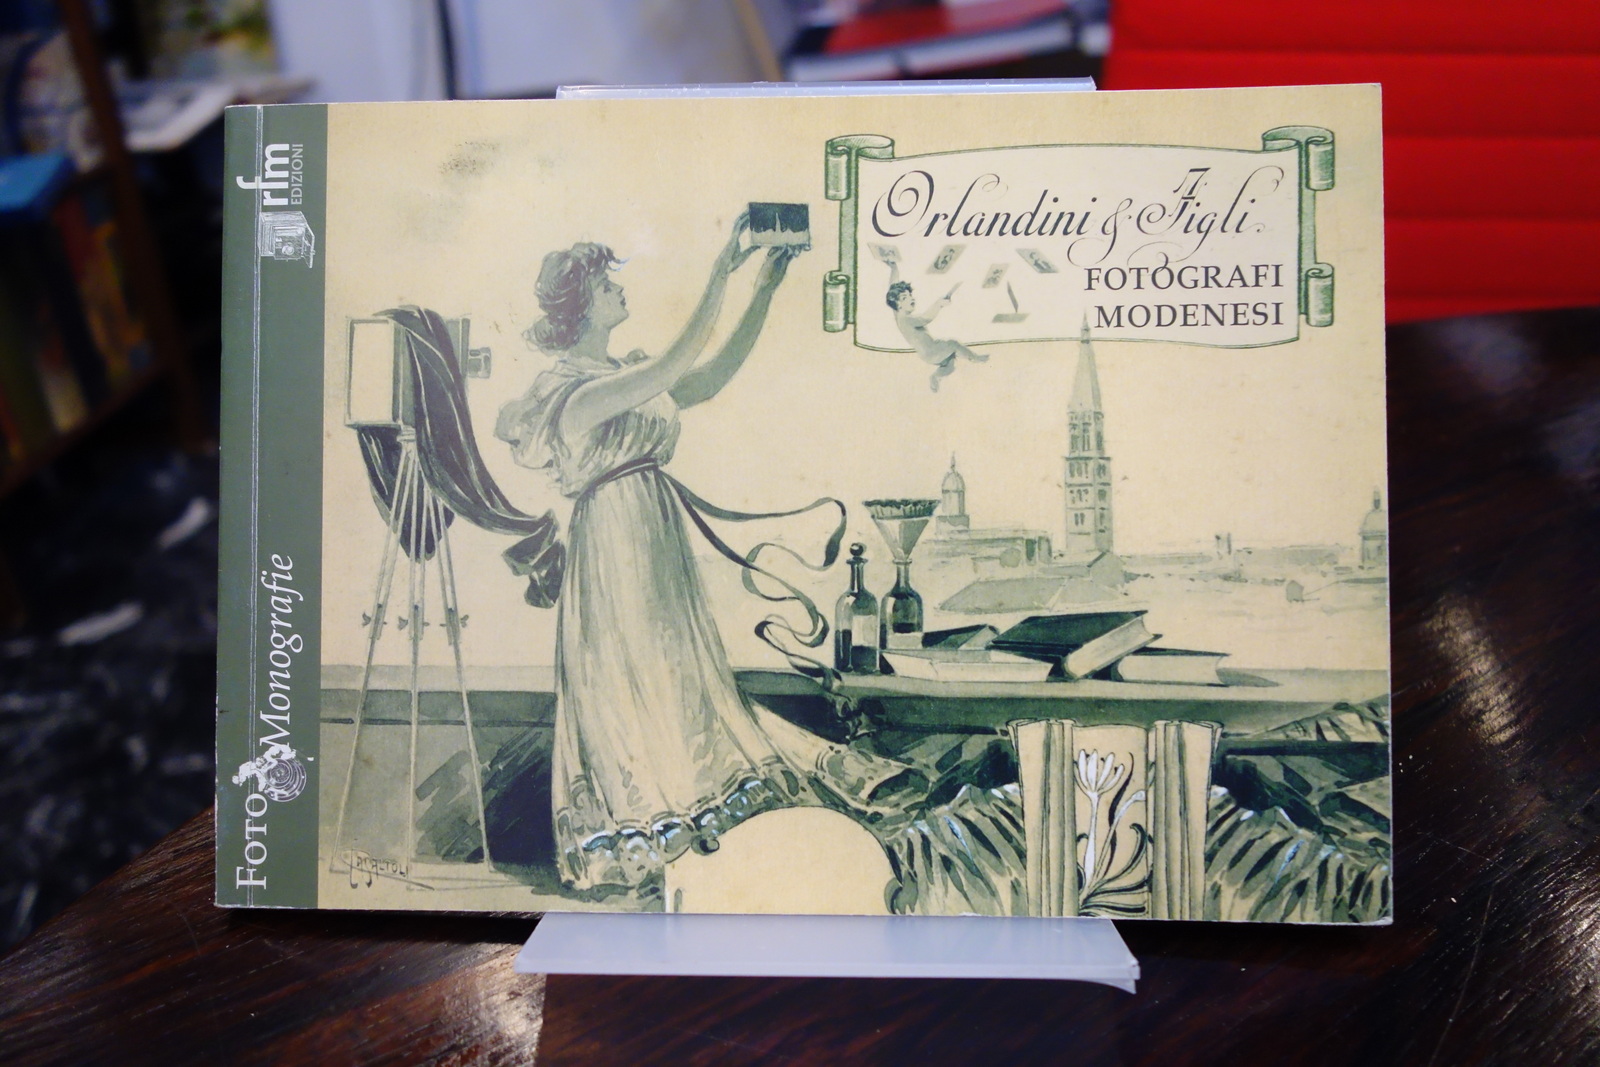 Orlandini & Figli
FOTOGRAFI
MODENESI
rfm
EDIZIONI
FOTO Monografie